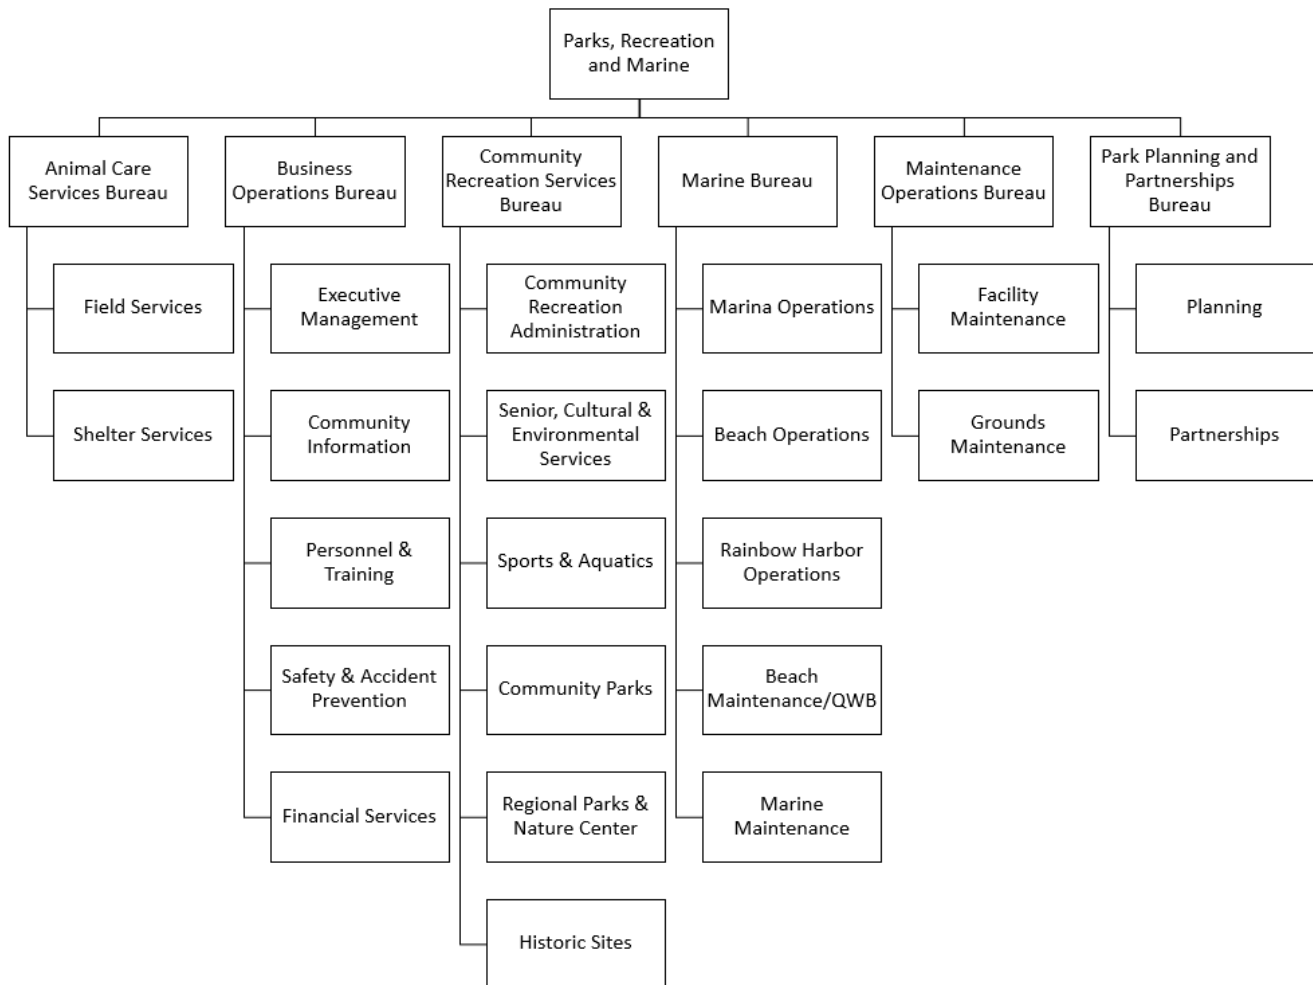 Parks, Recreation
and Marine
Animal Care
Services Bureau
Business
Operations Bureau
Community
Recreation Services
Bureau
Marine Bureau
Maintenance
Operations Bureau
Park Planning and
Partnerships
Bureau
Field Services
Shelter Services
Executive
Management
Community
Information
Personnel &
Training
Safety & Accident
Prevention
Financial Services
Community
Recreation
Administration
Senior, Cultural &
Environmental
Services
Sports & Aquatics
Community Parks
Regional Parks &
Nature Center
Historic Sites
Marina Operations
Beach Operations
Rainbow Harbor
Operations
Beach
Maintenance/QWB
Marine
Maintenance
Facility
Maintenance
Grounds
Maintenance
Planning
Partnerships